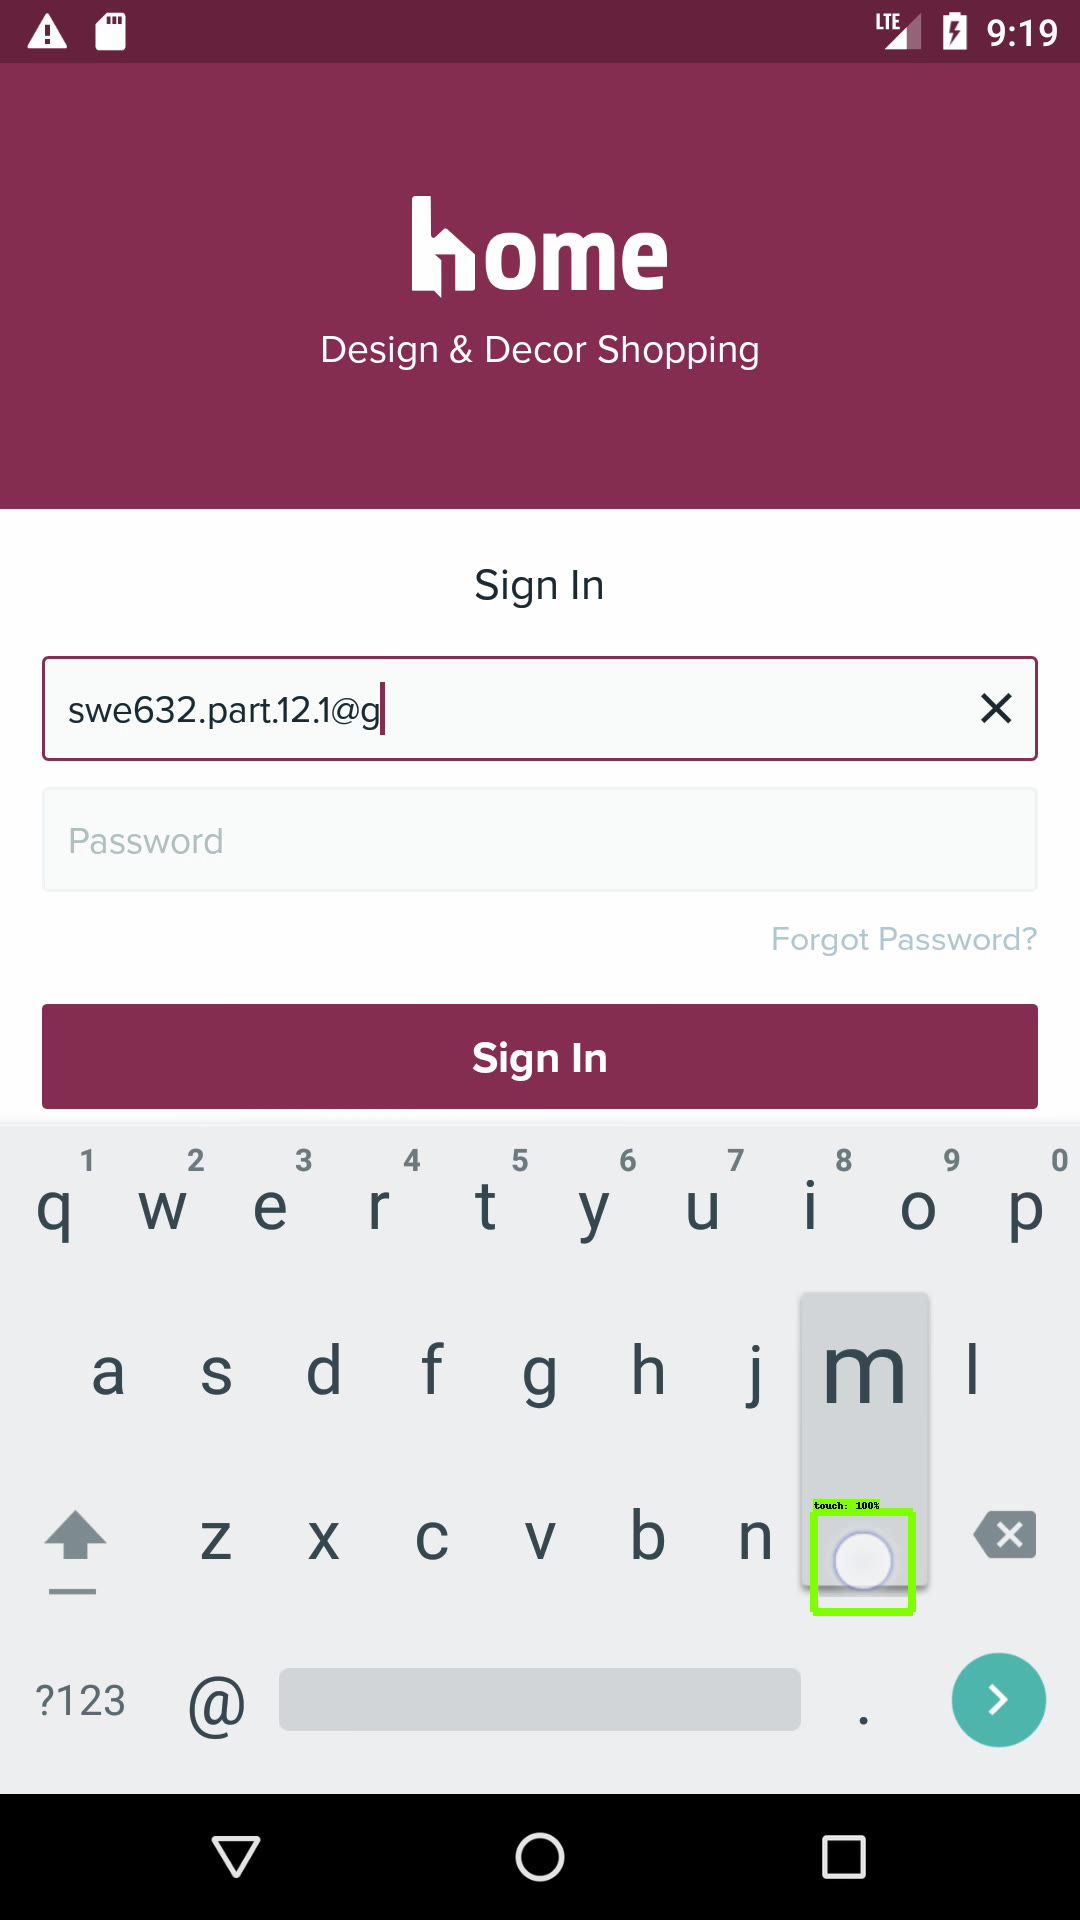 LTE 9:19
home
Design & Decor Shopping
Sign In
swe632.part.12.1@g
Password
Forgot Password?
Sign In
1 2 3 4 5 6 7 8 9 0
q w e r t y u i o p
a s d f g h j m l
touch: 100%
z x c v b n
?123 @ .